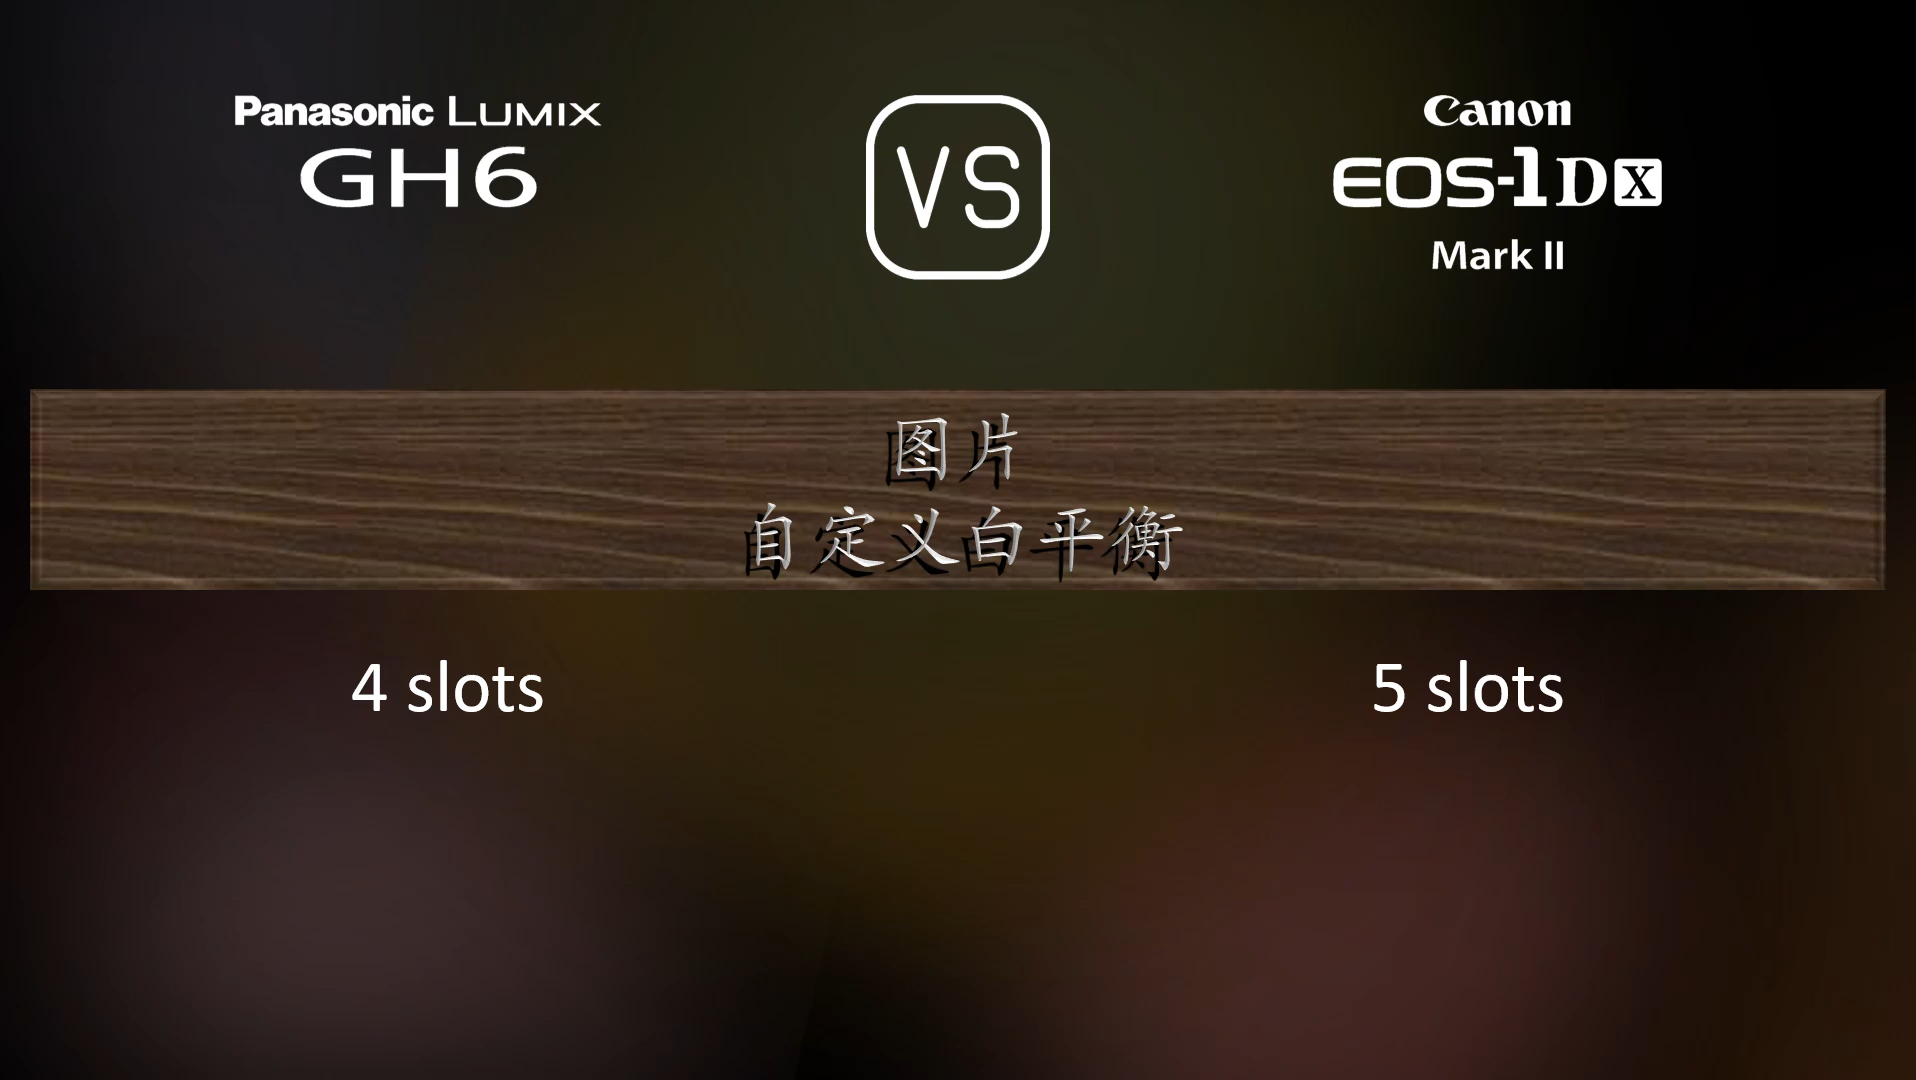 Panasonic LUMIX
GH6
VS
Canon
EOS-1DX
Mark II
图片
自定义白平衡
4 slots
5 slots